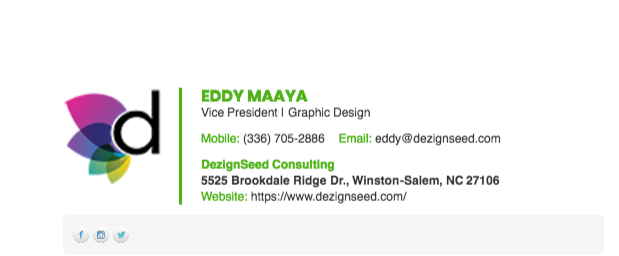 d
EDDY MAAYA
Vice President | Graphic Design
Mobile: (336) 705-2886 Email: eddy@dezignseed.com
DezignSeed Consulting
5525 Brookdale Ridge Dr., Winston-Salem, NC 27106
Website: https://www.dezignseed.com/